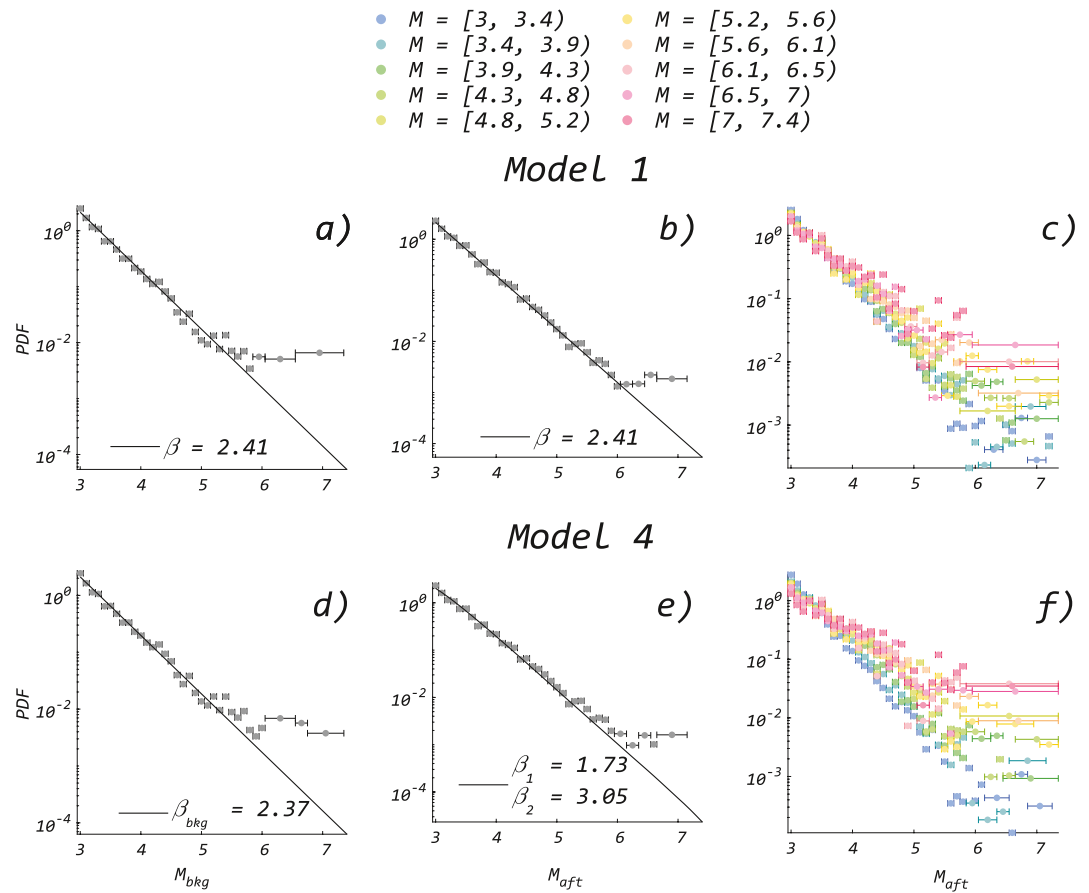 M = [3, 3.4)
M = [3.4, 3.9)
M = [3.9, 4.3)
M = [4.3, 4.8)
M = [4.8, 5.2)
M = [5.2, 5.6)
M = [5.6, 6.1)
M = [6.1, 6.5)
M = [6.5, 7)
M = [7, 7.4)
Model 1
a)
PDF
10^0
10^-2
10^-4
β = 2.41
3 4 5 6 7
b)
10^0
10^-2
10^-4
β = 2.41
3 4 5 6 7
c)
10^0
10^-1
10^-2
10^-3
3 4 5 6 7
Model 4
d)
PDF
10^0
10^-2
10^-4
β_bkg = 2.37
3 4 5 6 7
M_bkg
e)
10^0
10^-2
10^-4
β_1 = 1.73
β_2 = 3.05
3 4 5 6 7
M_aft
f)
10^0
10^-1
10^-2
10^-3
3 4 5 6 7
M_aft